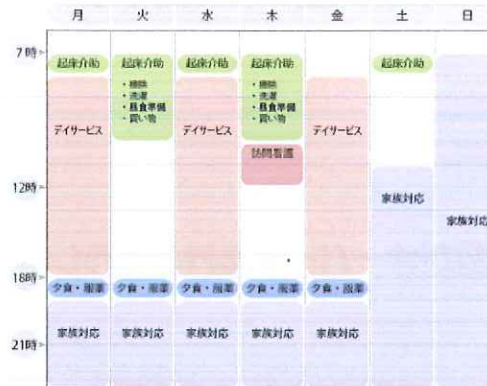 月 火 水 木 金 土 日
7時
起床介助 起床介助 起床介助 起床介助 起床介助
・掃除 ・掃除
・洗濯 ・洗濯
・昼食準備 ・昼食準備
・買い物 ・買い物
デイサービス デイサービス デイサービス
訪問看護
12時
家族対応
家族対応
18時
夕食・服薬 夕食・服薬 夕食・服薬 夕食・服薬 夕食・服薬
家族対応 家族対応 家族対応 家族対応 家族対応
21時